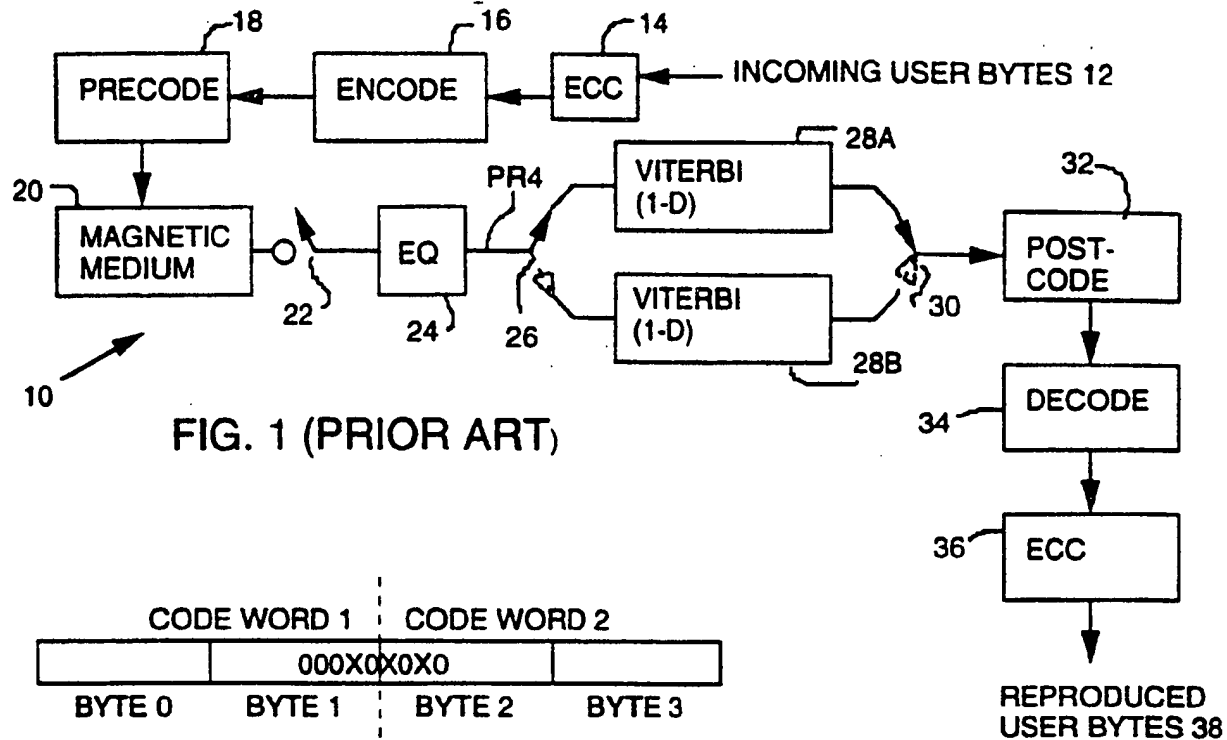 18
16
14
PRECODE
ENCODE
ECC
INCOMING USER BYTES 12
28A
20
PR4
VITERBI
(1-D)
32
MAGNETIC
MEDIUM
EQ
POST-
CODE
22
24
26
VITERBI
(1-D)
30
28B
10
34
DECODE
FIG. 1 (PRIOR ART)
36
ECC
CODE WORD 1
CODE WORD 2
000X0X0X0
BYTE 0
BYTE 1
BYTE 2
BYTE 3
REPRODUCED
USER BYTES 38